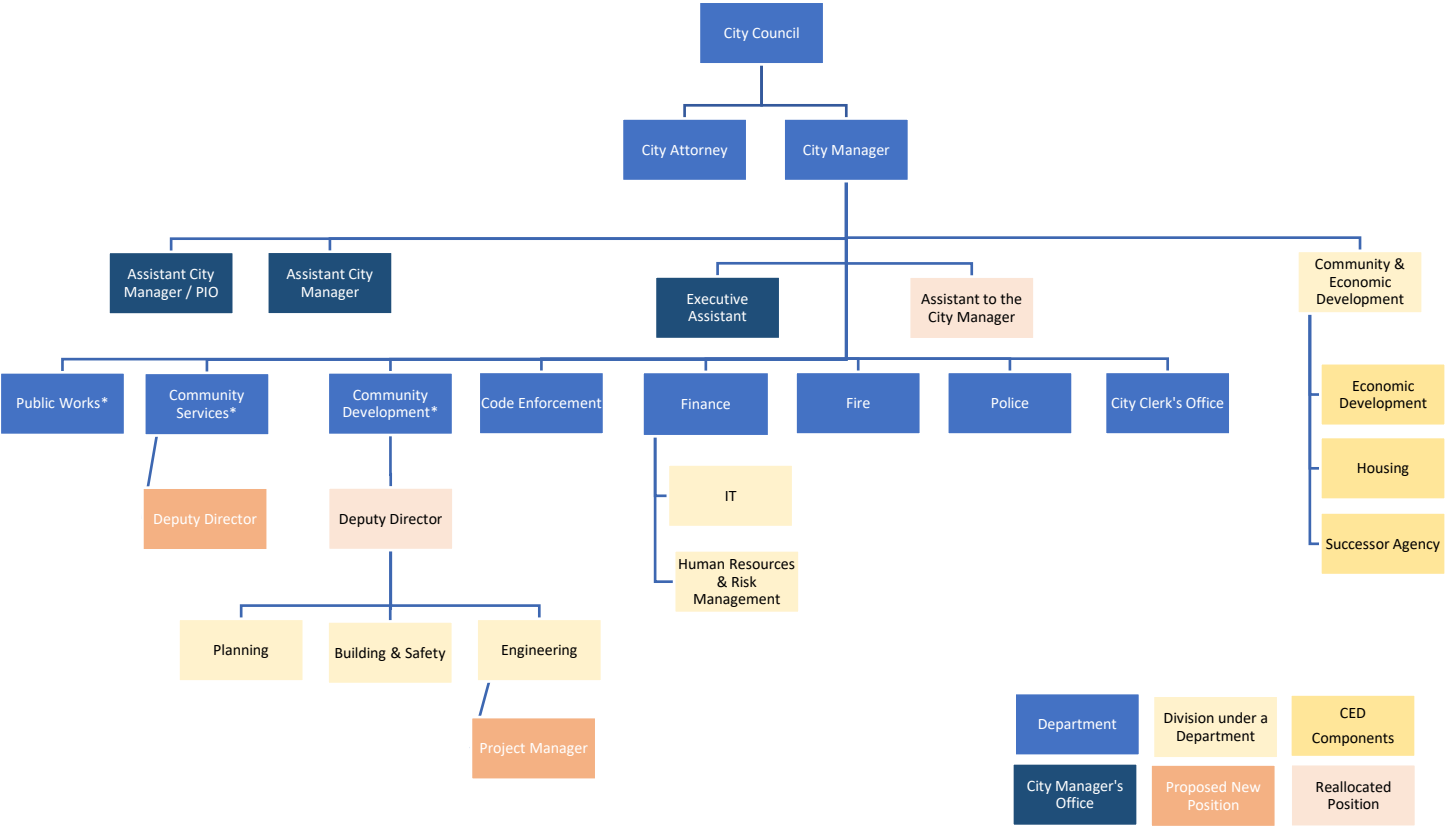 City Council
City Attorney
City Manager
Assistant City
Manager / PIO
Assistant City
Manager
Executive
Assistant
Assistant to the
City Manager
Community &
Economic
Development
Public Works*
Community
Services*
Community
Development*
Code Enforcement
Finance
Fire
Police
City Clerk's Office
Economic
Development
Housing
Successor Agency
Deputy Director
Deputy Director
IT
Human Resources
& Risk
Management
Planning
Building & Safety
Engineering
Project Manager
Department
Division under a
Department
CED
Components
City Manager's
Office
Proposed New
Position
Reallocated
Position